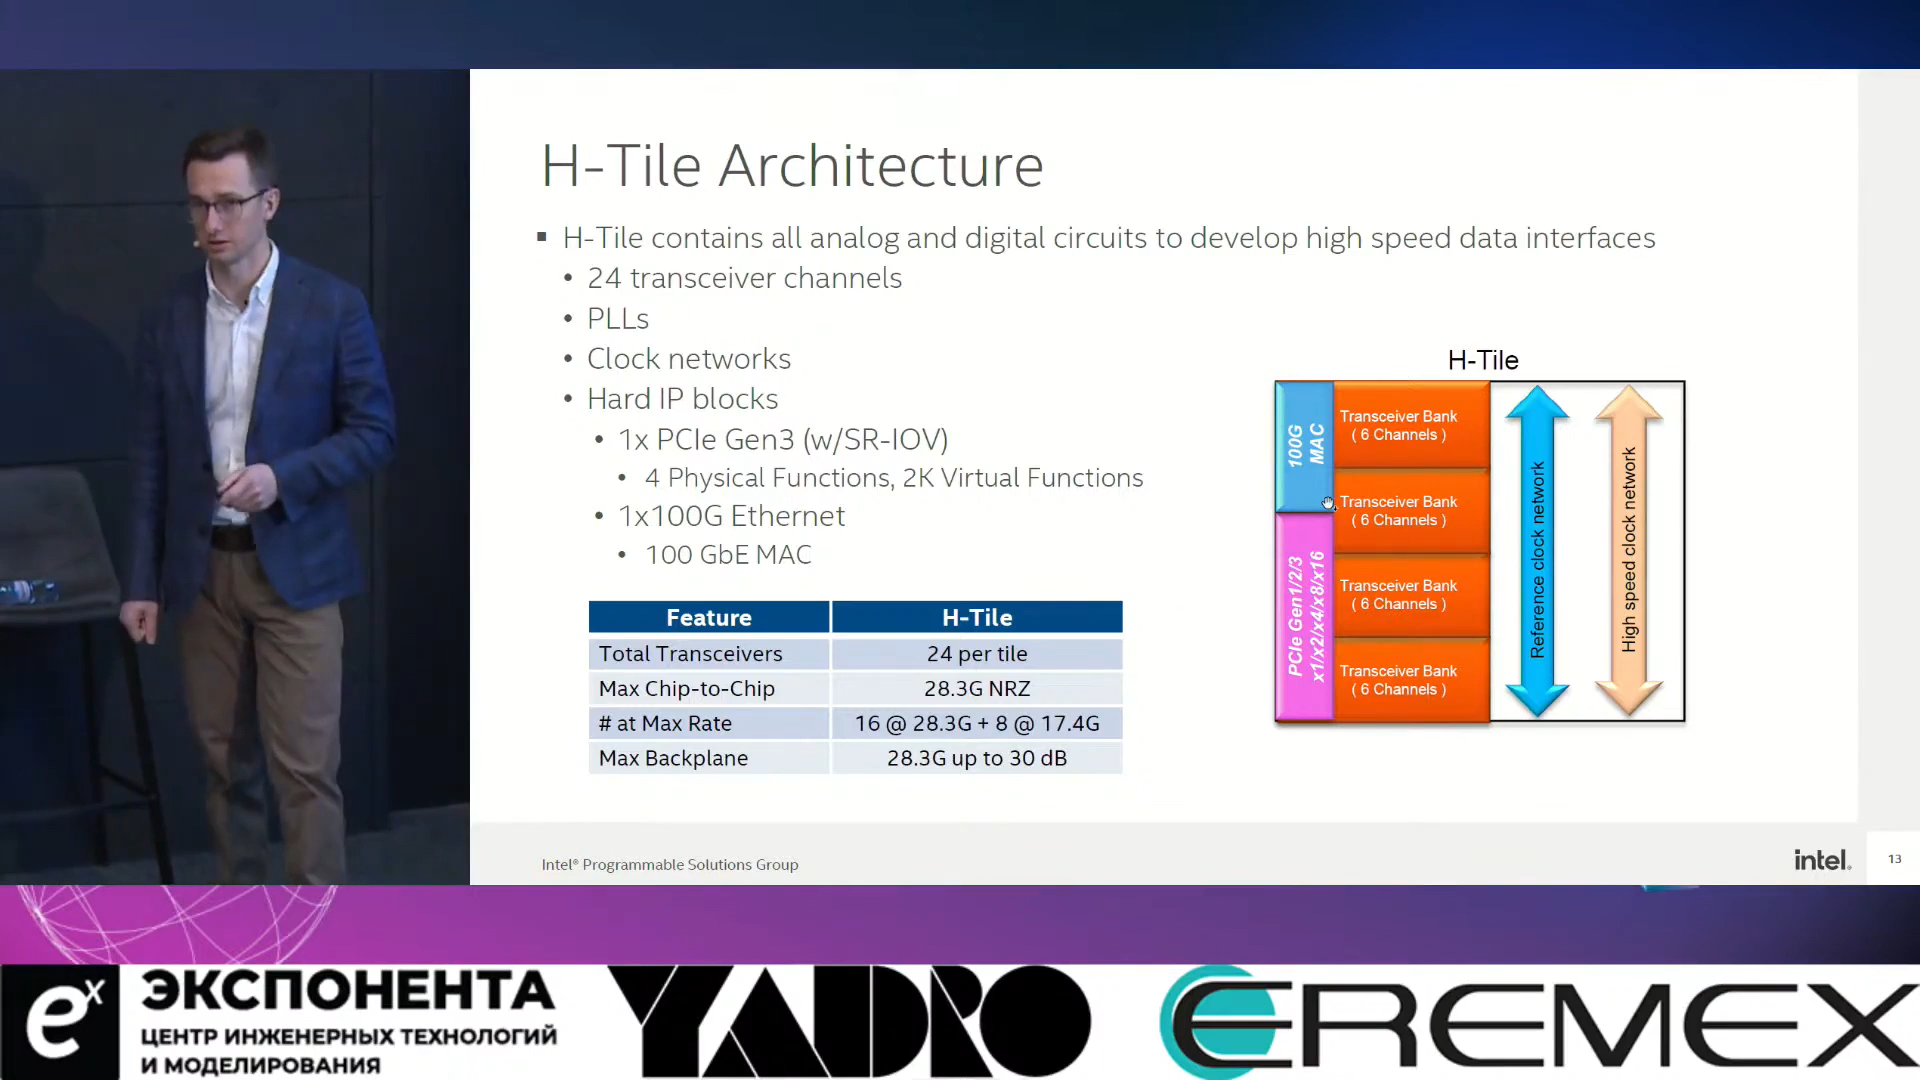 H-Tile Architecture
H-Tile contains all analog and digital circuits to develop high speed data interfaces
24 transceiver channels
PLLs
Clock networks
Hard IP blocks
1x PCIe Gen3 (w/SR-IOV)
4 Physical Functions, 2K Virtual Functions
1x100G Ethernet
100 GbE MAC
Feature H-Tile
Total Transceivers 24 per tile
Max Chip-to-Chip 28.3G NRZ
# at Max Rate 16 @ 28.3G + 8 @ 17.4G
Max Backplane 28.3G up to 30 dB
H-Tile
100G
MAC
PCIe Gen1/2/3
x1/x2/x4/x8/x16
Transceiver Bank
( 6 Channels )
Transceiver Bank
( 6 Channels )
Transceiver Bank
( 6 Channels )
Transceiver Bank
( 6 Channels )
Reference clock network
High speed clock network
Intel® Programmable Solutions Group
intel.
13
ex
ЭКСПОНЕНТА
ЦЕНТР ИНЖЕНЕРНЫХ ТЕХНОЛОГИЙ
И МОДЕЛИРОВАНИЯ
YADRO
EREMEX